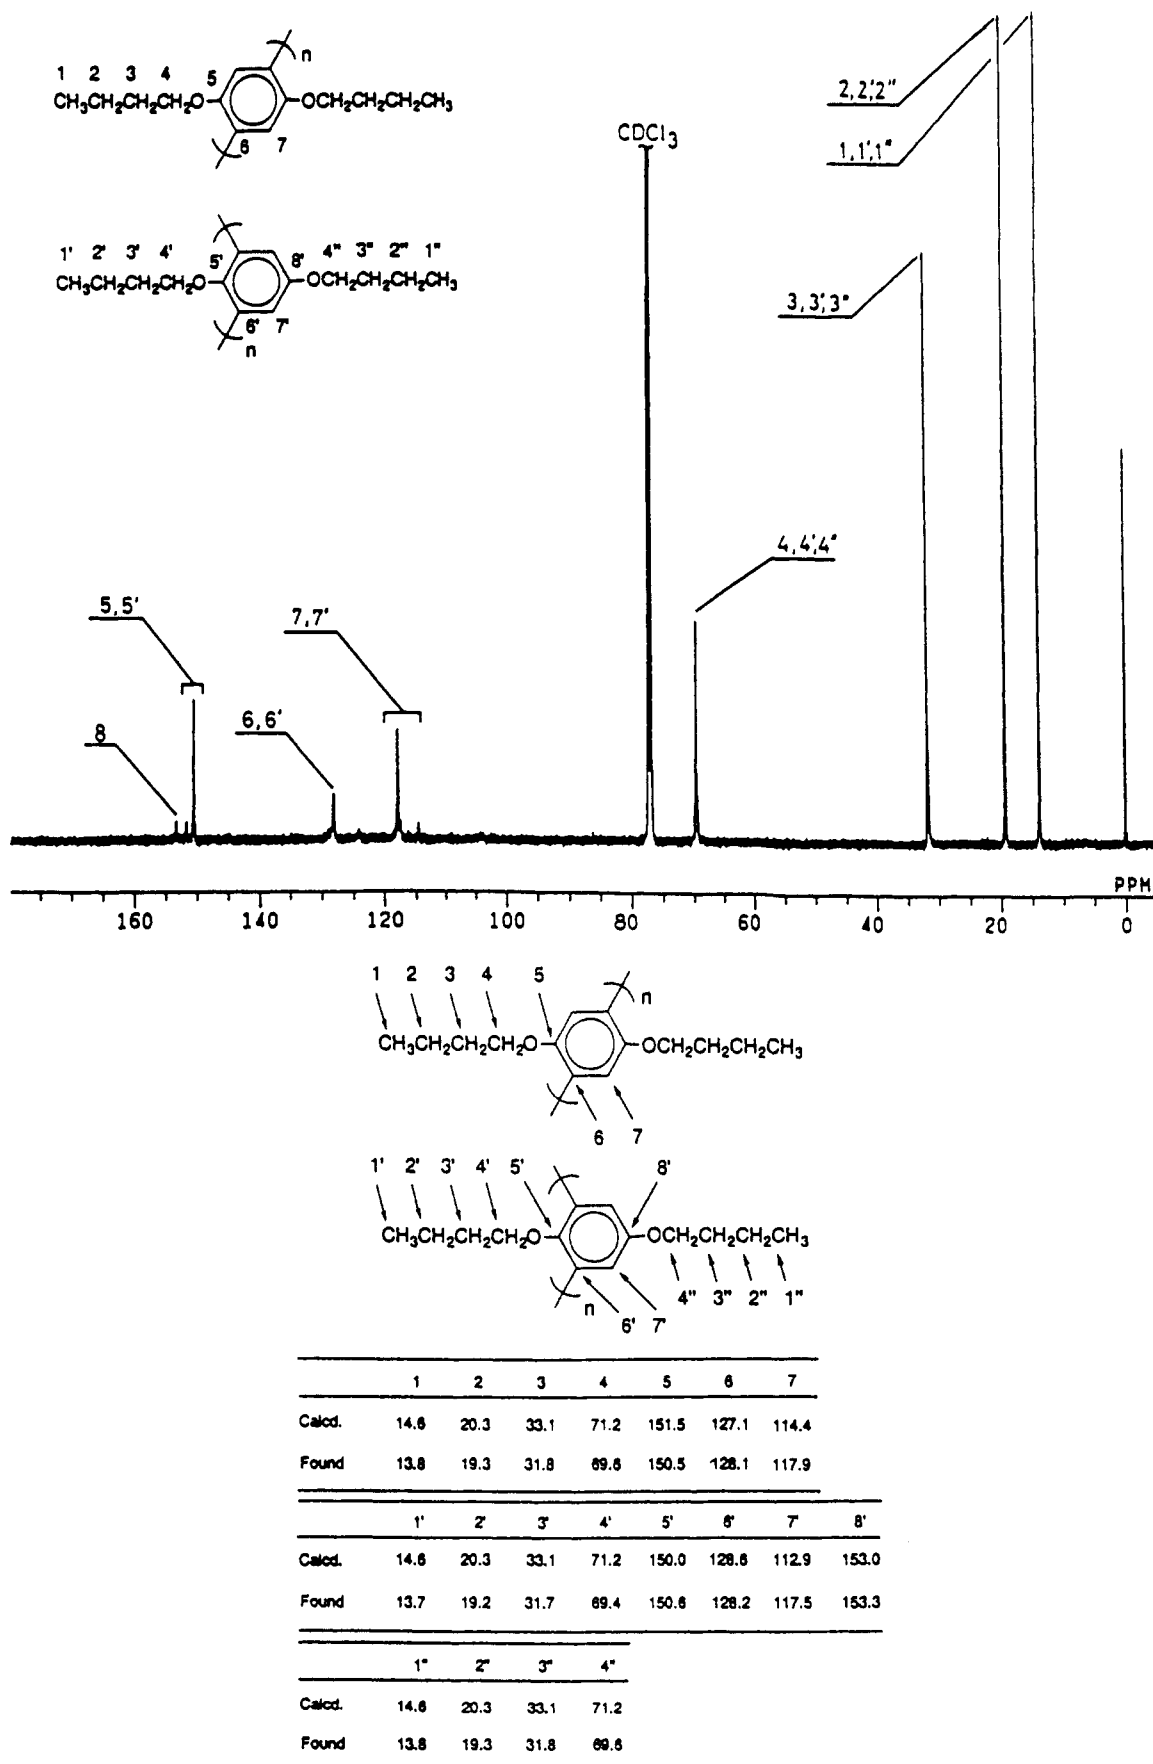 n
1 2 3 4 5
CH₃CH₂CH₂CH₂O OCH₂CH₂CH₂CH₃
6 7
1' 2' 3' 4' 5' 8' 4" 3" 2" 1"
CH₃CH₂CH₂CH₂O OCH₂CH₂CH₂CH₃
6' 7'
n
CDCl₃
2,2',2"
1,1',1"
3,3',3"
4,4',4"
5,5'
7,7'
6,6'
8
PPM
160 140 120 100 80 60 40 20 0
1 2 3 4 5
n
CH₃CH₂CH₂CH₂O OCH₂CH₂CH₂CH₃
6 7
1' 2' 3' 4' 5' 8'
CH₃CH₂CH₂CH₂O OCH₂CH₂CH₂CH₃
n
4" 3" 2" 1"
6' 7'
1 2 3 4 5 6 7
Calcd. 14.6 20.3 33.1 71.2 151.5 127.1 114.4
Found 13.8 19.3 31.8 69.6 150.5 128.1 117.9
1' 2' 3' 4' 5' 6' 7' 8'
Calcd. 14.6 20.3 33.1 71.2 150.0 128.6 112.9 153.0
Found 13.7 19.2 31.7 69.4 150.6 128.2 117.5 153.3
1" 2" 3" 4"
Calcd. 14.6 20.3 33.1 71.2
Found 13.8 19.3 31.8 69.6